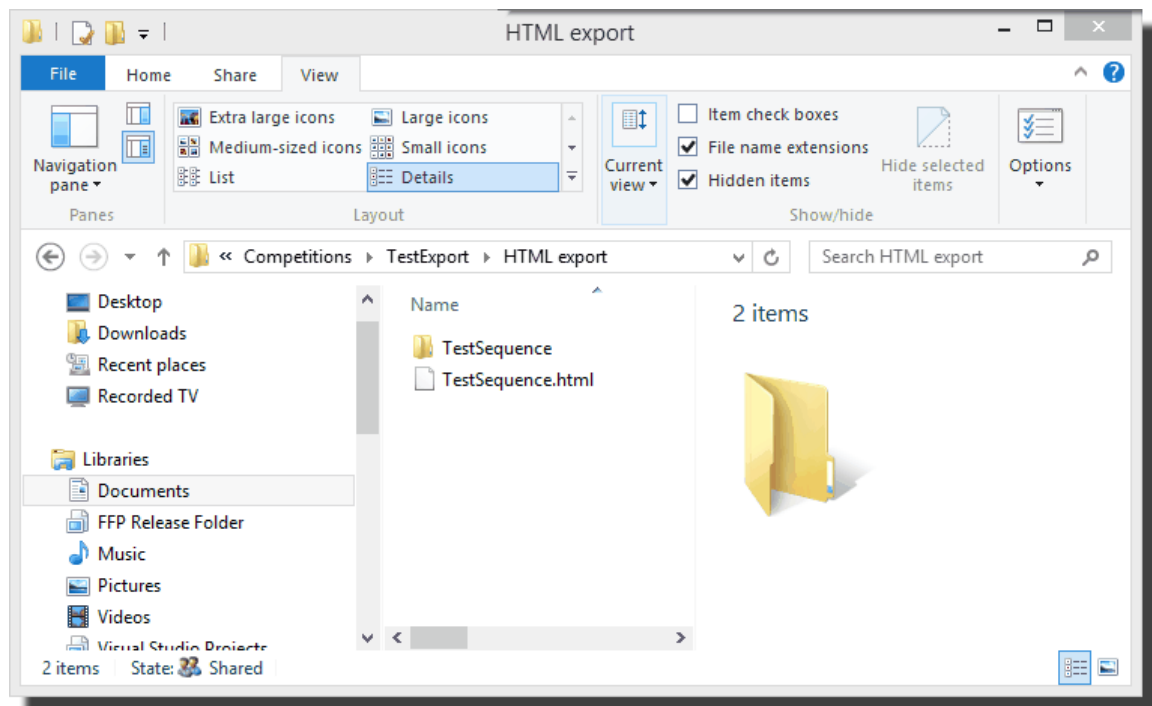 HTML export
File Home Share View
Navigation pane
Extra large icons Large icons
Medium-sized icons Small icons
List Details
Current view
Item check boxes
File name extensions
Hidden items
Hide selected items
Options
Panes Layout Show/hide
« Competitions TestExport HTML export Search HTML export
Desktop
Downloads
Recent places
Recorded TV
Libraries
Documents
FFP Release Folder
Music
Pictures
Videos
Visual Studio Projects
Name
TestSequence
TestSequence.html
2 items
2 items State: Shared